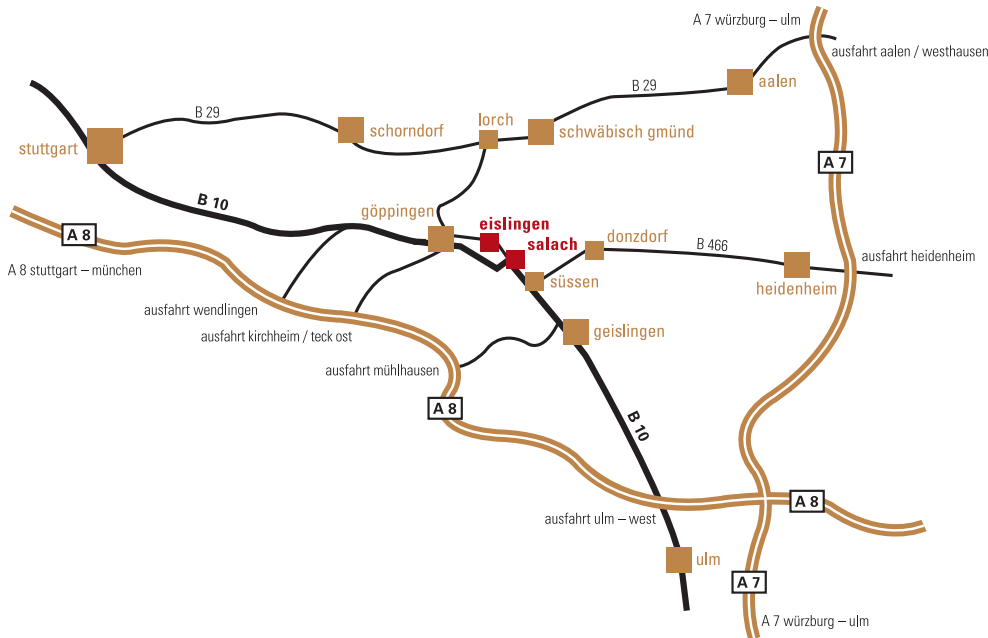 A 7 würzburg – ulm
ausfahrt aalen / westhausen
aalen
B 29
B 29
lorch
schorndorf
schwäbisch gmünd
stuttgart
A 7
B 10
göppingen
eislingen
A 8
salach
donzdorf
B 466
ausfahrt heidenheim
A 8 stuttgart – münchen
süssen
heidenheim
ausfahrt wendlingen
ausfahrt kirchheim / teck ost
geislingen
ausfahrt mühlhausen
A 8
B 10
A 8
ausfahrt ulm – west
ulm
A 7
A 7 würzburg – ulm